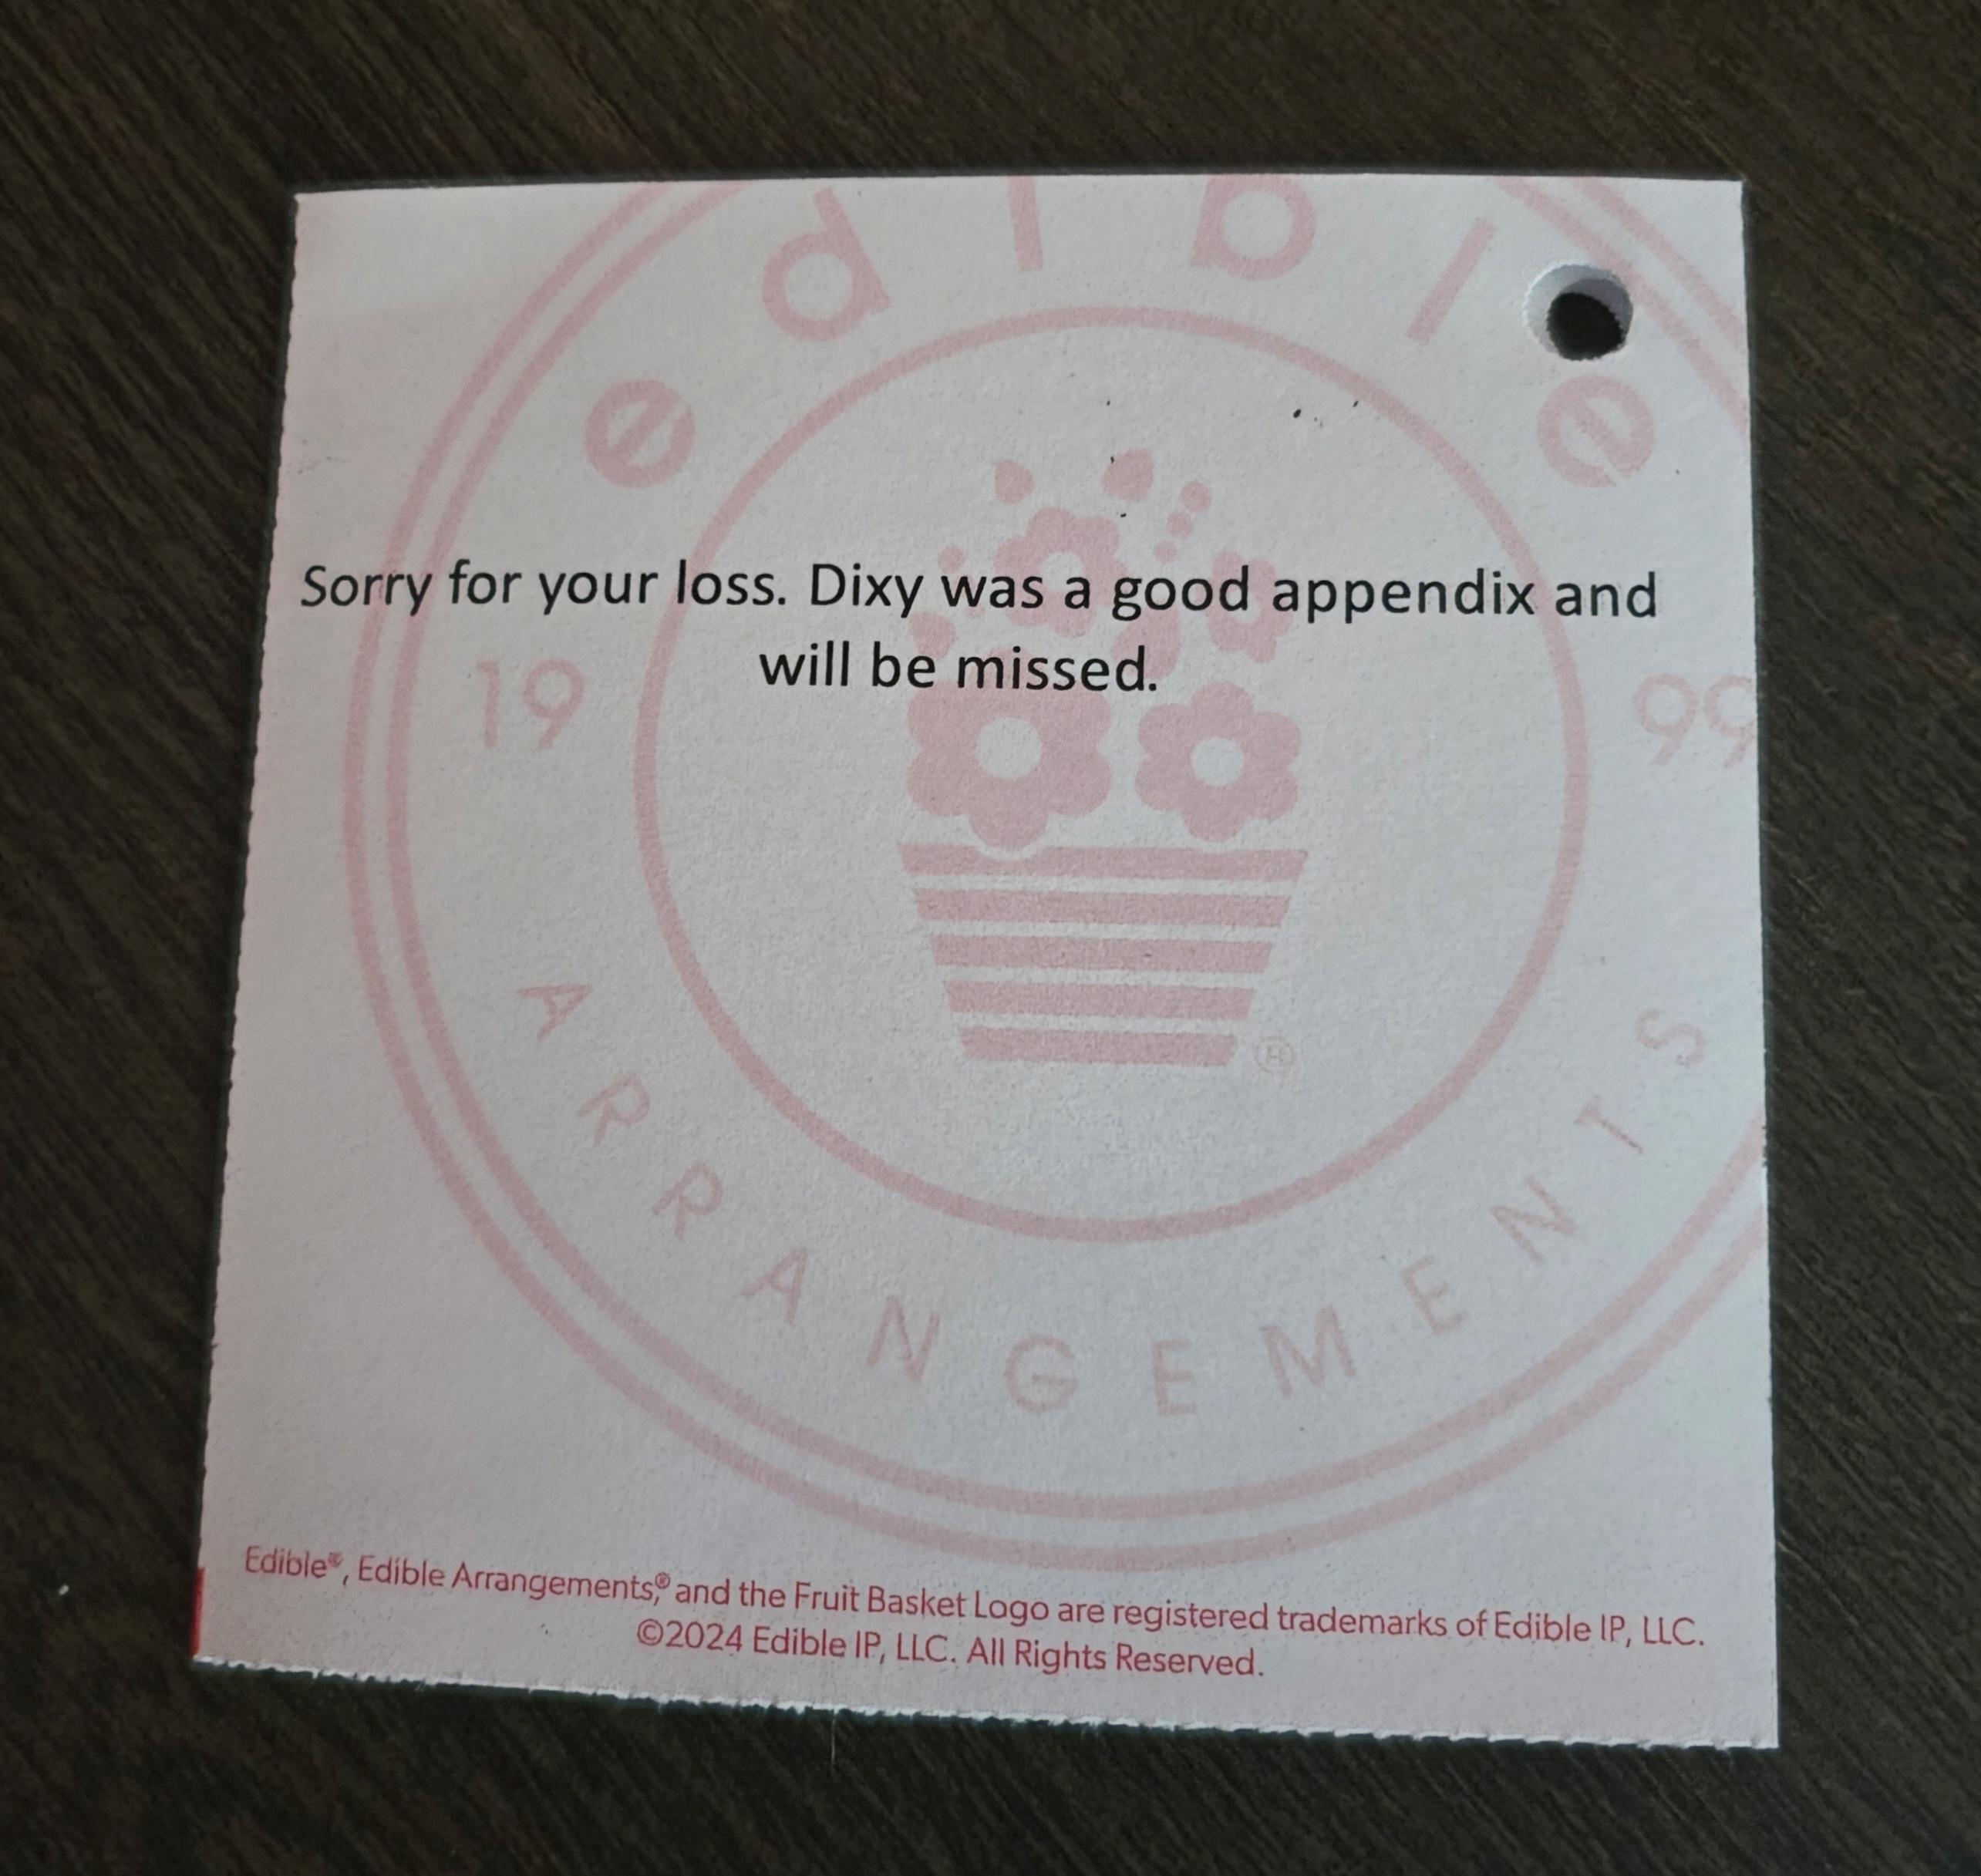 edible
Sorry for your loss. Dixy was a good appendix and
will be missed.
19 99
ARRANGEMENTS
®
Edible®, Edible Arrangements,® and the Fruit Basket Logo are registered trademarks of Edible IP, LLC.
©2024 Edible IP, LLC. All Rights Reserved.